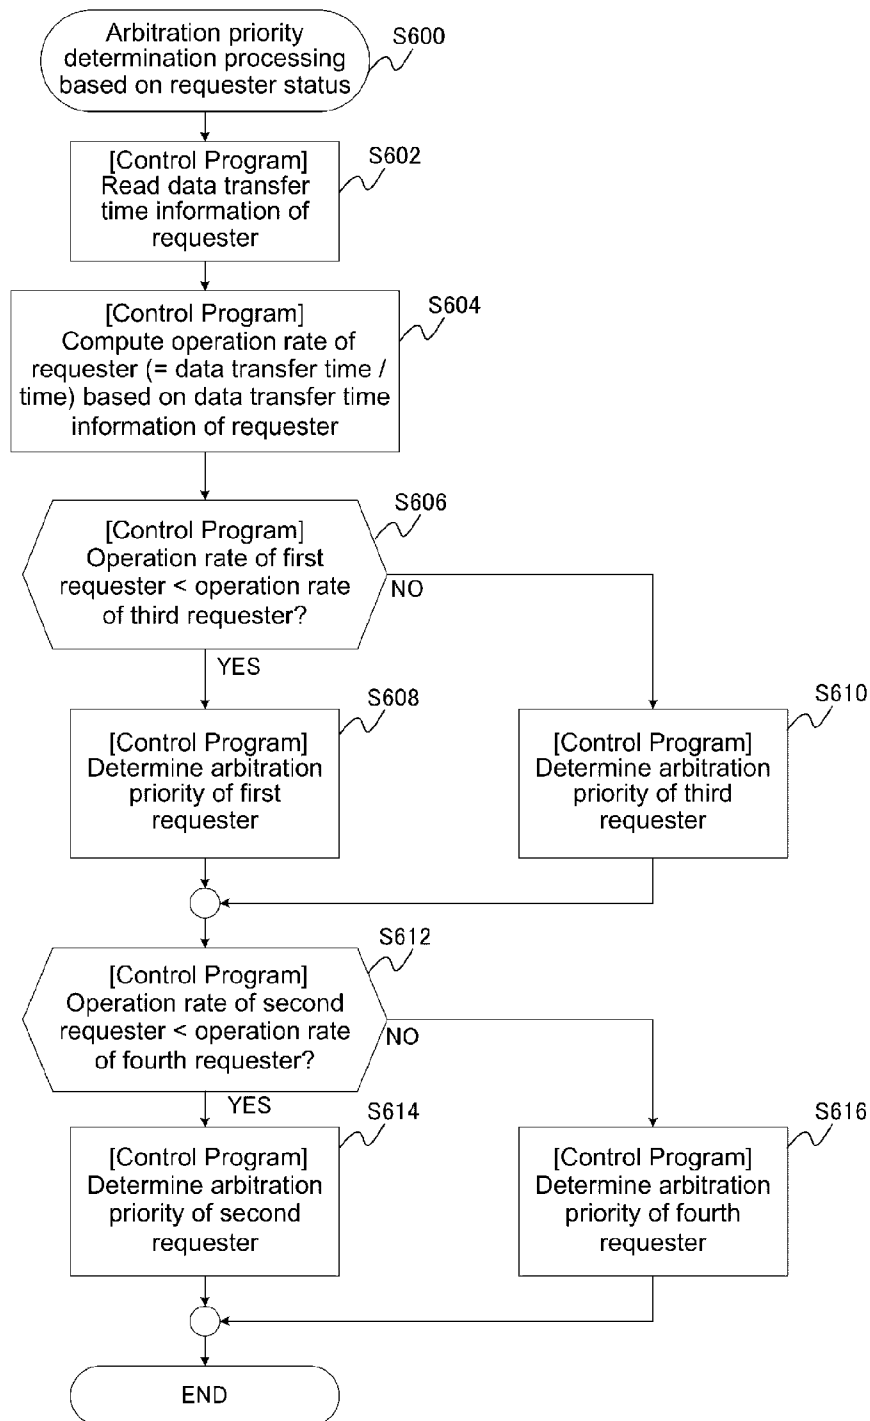 Arbitration priority
determination processing
based on requester status
S600
[Control Program]
Read data transfer
time information of
requester
S602
[Control Program]
Compute operation rate of
requester (= data transfer time /
time) based on data transfer time
information of requester
S604
[Control Program]
Operation rate of first
requester < operation rate
of third requester?
S606
NO
YES
[Control Program]
Determine arbitration
priority of first
requester
S608
[Control Program]
Determine arbitration
priority of third
requester
S610
[Control Program]
Operation rate of second
requester < operation rate
of fourth requester?
S612
NO
YES
[Control Program]
Determine arbitration
priority of second
requester
S614
[Control Program]
Determine arbitration
priority of fourth
requester
S616
END